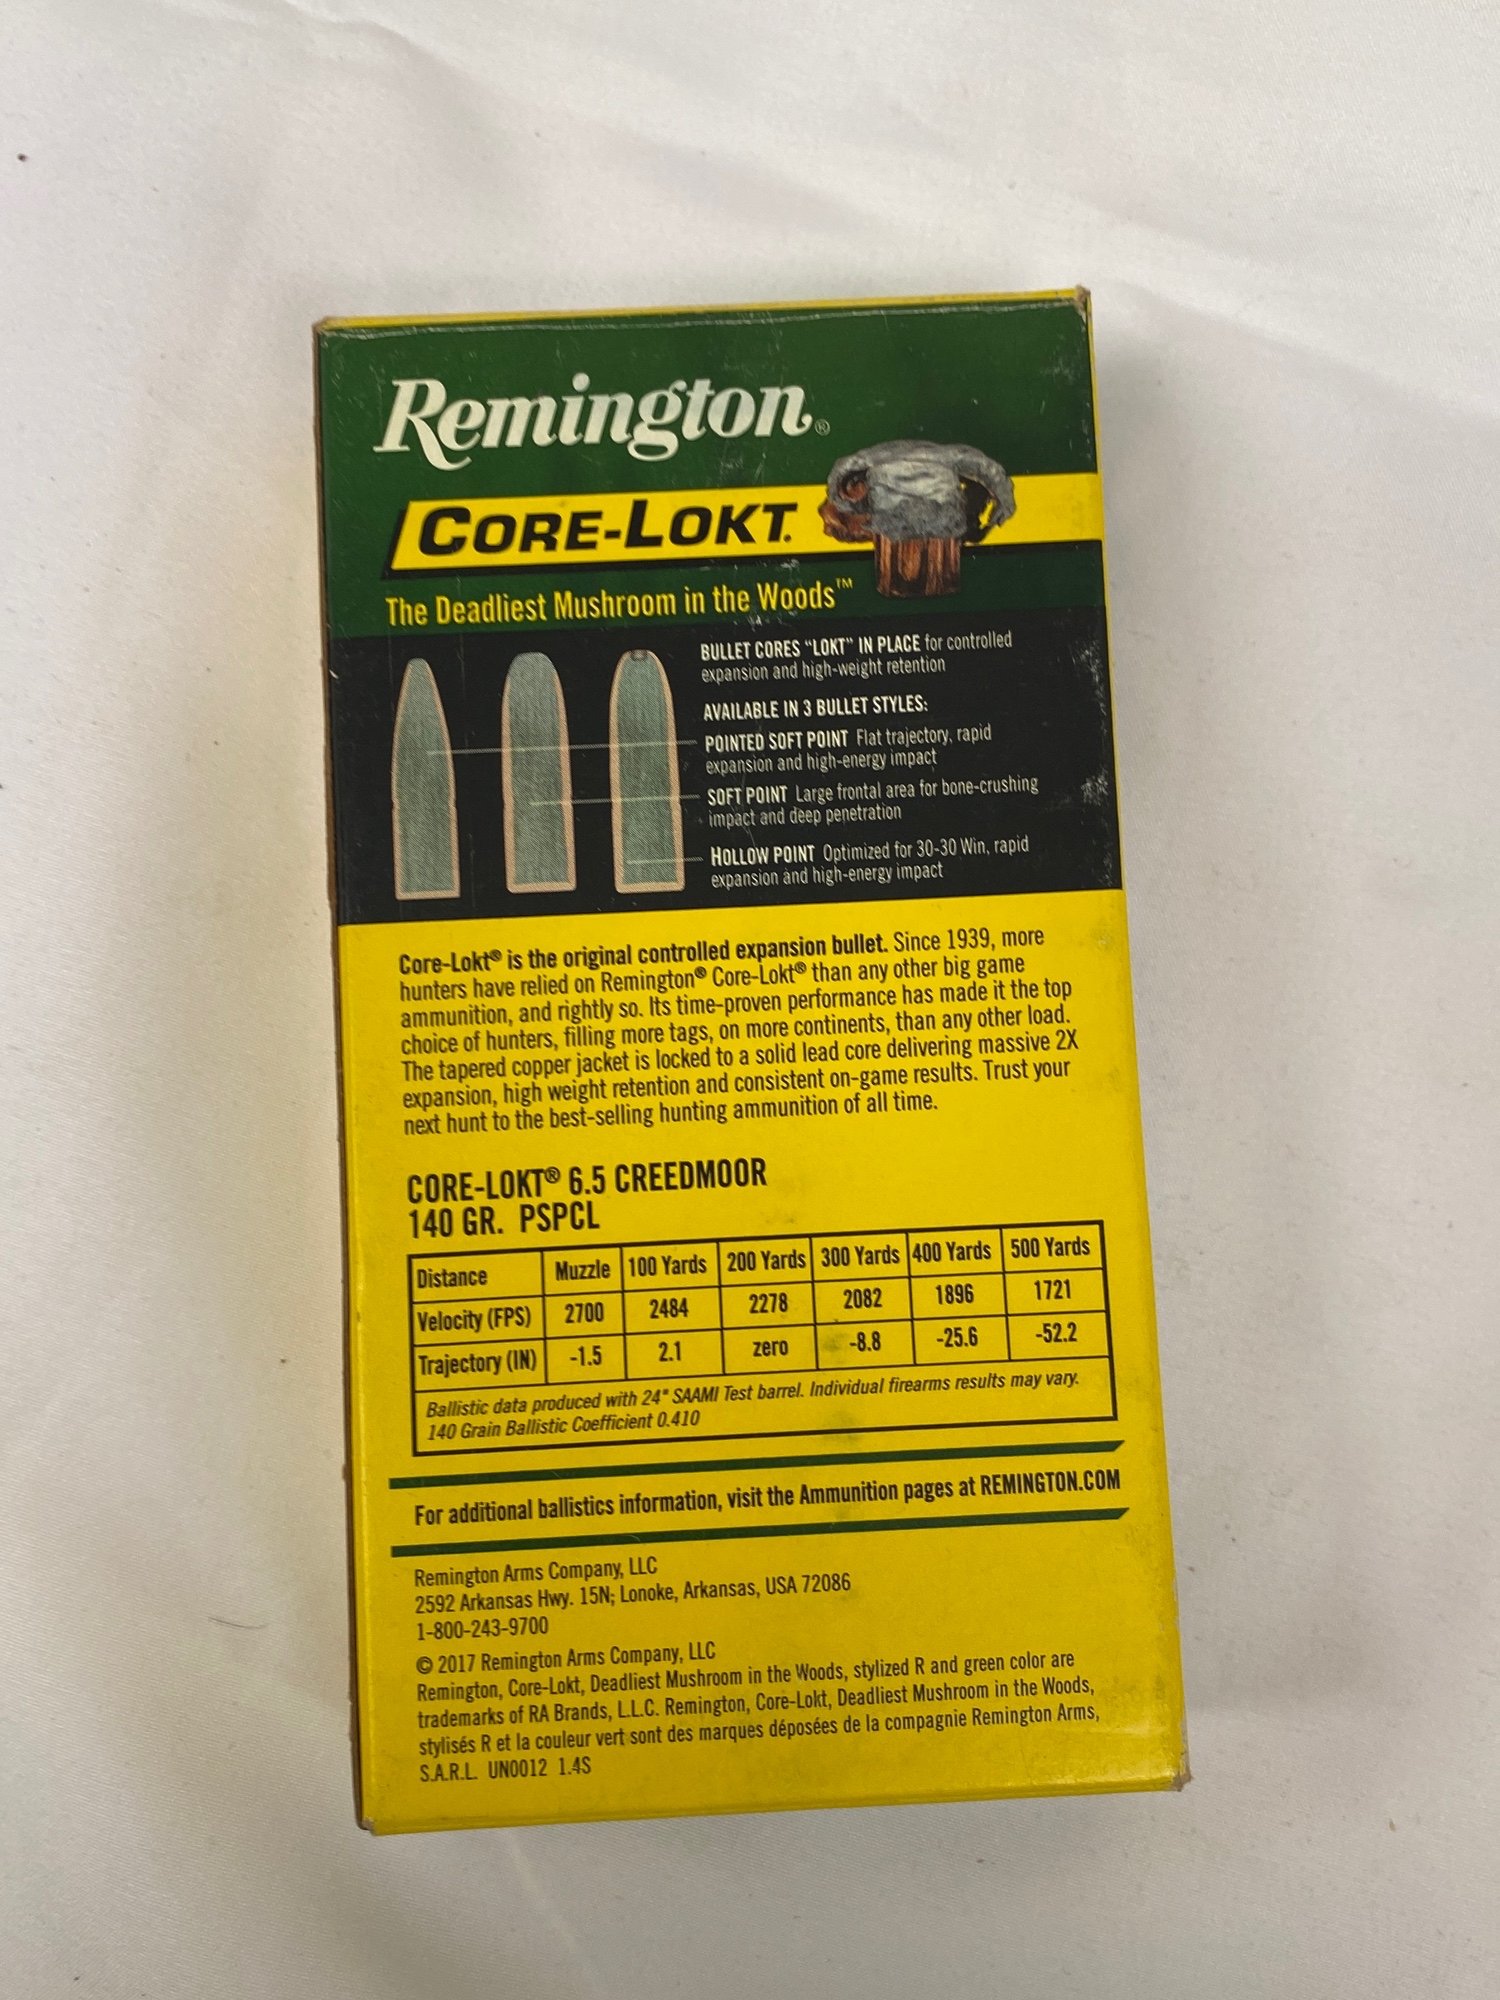 Remington®
CORE-LOKT®
The Deadliest Mushroom in the Woods™
BULLET CORES “LOKT” IN PLACE for controlled
expansion and high-weight retention
AVAILABLE IN 3 BULLET STYLES:
POINTED SOFT POINT Flat trajectory, rapid
expansion and high-energy impact
SOFT POINT Large frontal area for bone-crushing
impact and deep penetration
HOLLOW POINT Optimized for 30-30 Win, rapid
expansion and high-energy impact
Core-Lokt® is the original controlled expansion bullet. Since 1939, more
hunters have relied on Remington® Core-Lokt® than any other big game
ammunition, and rightly so. Its time-proven performance has made it the top
choice of hunters, filling more tags, on more continents, than any other load.
The tapered copper jacket is locked to a solid lead core delivering massive 2X
expansion, high weight retention and consistent on-game results. Trust your
next hunt to the best-selling hunting ammunition of all time.
CORE-LOKT® 6.5 CREEDMOOR
140 GR. PSPCL
Distance Muzzle 100 Yards 200 Yards 300 Yards 400 Yards 500 Yards
Velocity (FPS) 2700 2484 2278 2082 1896 1721
Trajectory (IN) -1.5 2.1 zero -8.8 -25.6 -52.2
Ballistic data produced with 24" SAAMI Test barrel. Individual firearms results may vary.
140 Grain Ballistic Coefficient 0.410
For additional ballistics information, visit the Ammunition pages at REMINGTON.COM
Remington Arms Company, LLC
2592 Arkansas Hwy. 15N; Lonoke, Arkansas, USA 72086
1-800-243-9700
© 2017 Remington Arms Company, LLC
Remington, Core-Lokt, Deadliest Mushroom in the Woods, stylized R and green color are
trademarks of RA Brands, L.L.C. Remington, Core-Lokt, Deadliest Mushroom in the Woods,
stylisés R et la couleur vert sont des marques déposées de la compagnie Remington Arms,
S.A.R.L. UN0012 1.4S